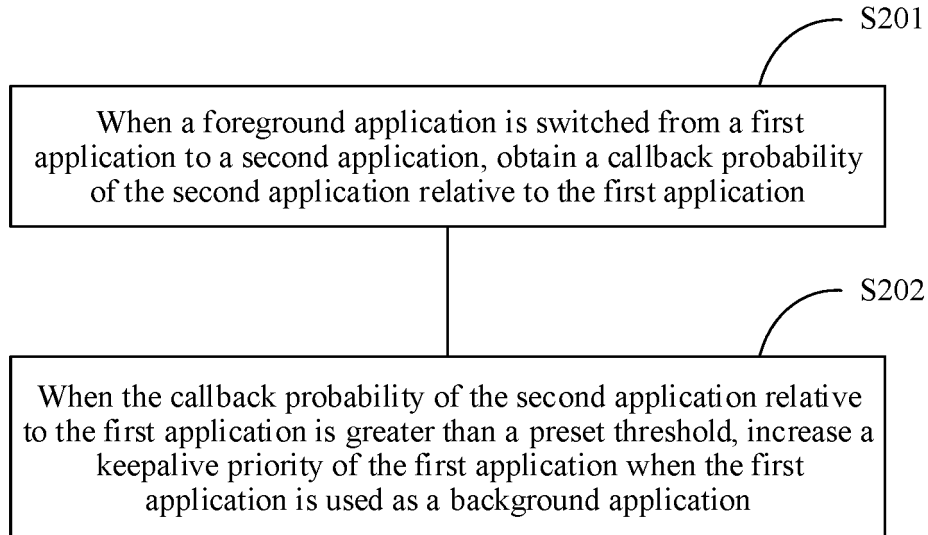 S201
When a foreground application is switched from a first
application to a second application, obtain a callback probability
of the second application relative to the first application
S202
When the callback probability of the second application relative
to the first application is greater than a preset threshold, increase a
keepalive priority of the first application when the first
application is used as a background application